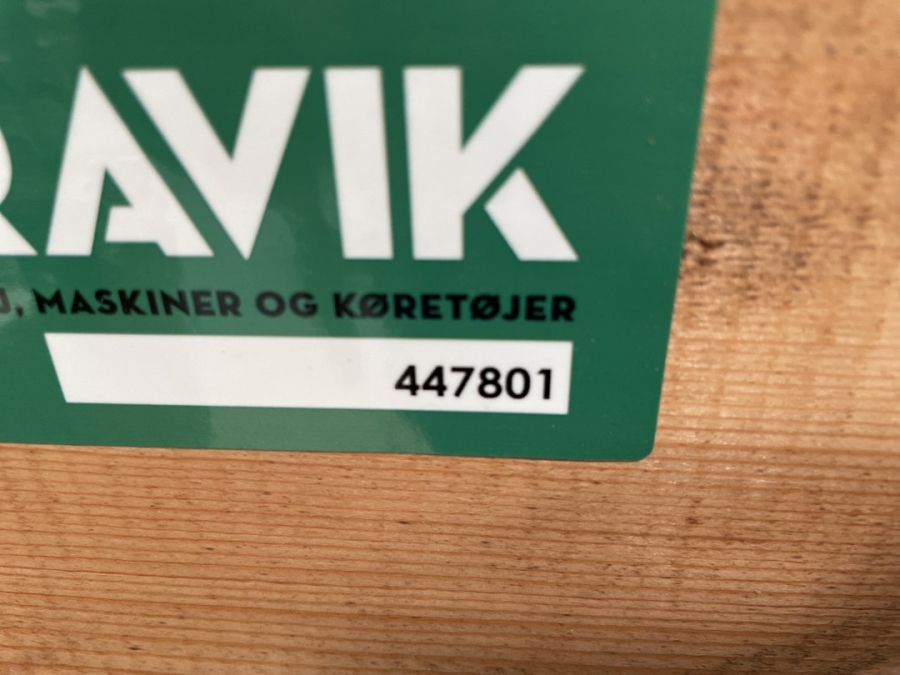 RAVIK
J, MASKINER OG KØRETØJER
447801